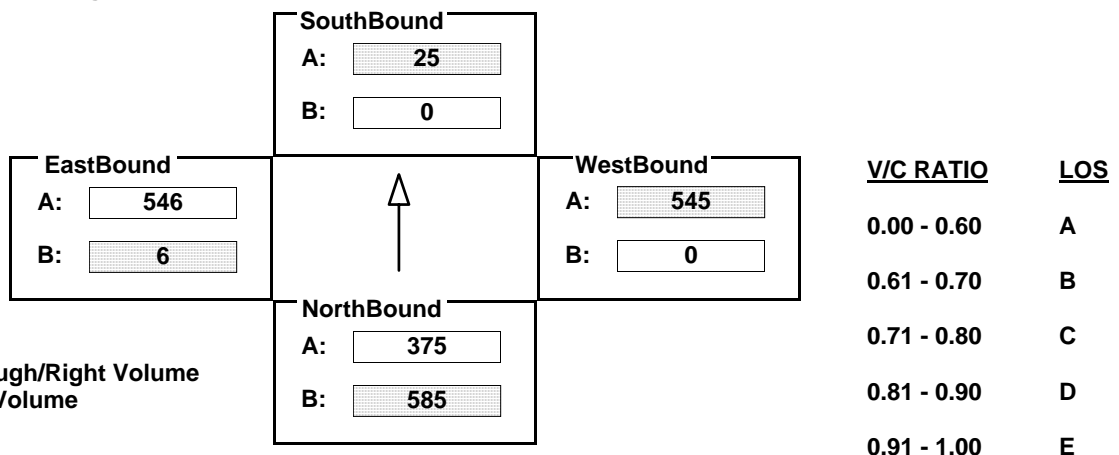 SouthBound
A: 25
B: 0
EastBound
A: 546
B: 6
WestBound
A: 545
B: 0
NorthBound
A: 375
B: 585
/Right Volume
Volume
V/C RATIO LOS
0.00 - 0.60 A
0.61 - 0.70 B
0.71 - 0.80 C
0.81 - 0.90 D
0.91 - 1.00 E